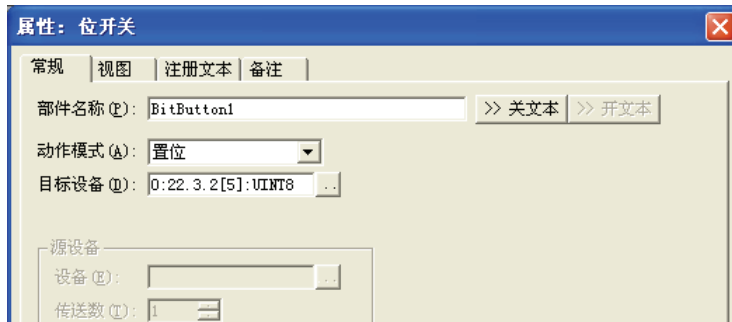 属性：位开关
常规 视图 注册文本 备注
部件名称(P): BitButton1 >> 关文本 >> 开文本
动作模式(A): 置位
目标设备(D): 0:22.3.2[5]:UINT8 ..
源设备
设备(E): ..
传送数(T): 1